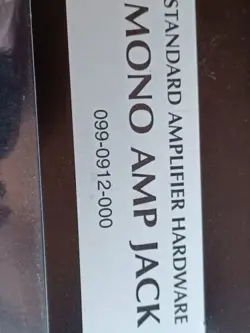 STANDARD AMPLIFIER HARDWARE
MONO AMP JACK
099-0912-000